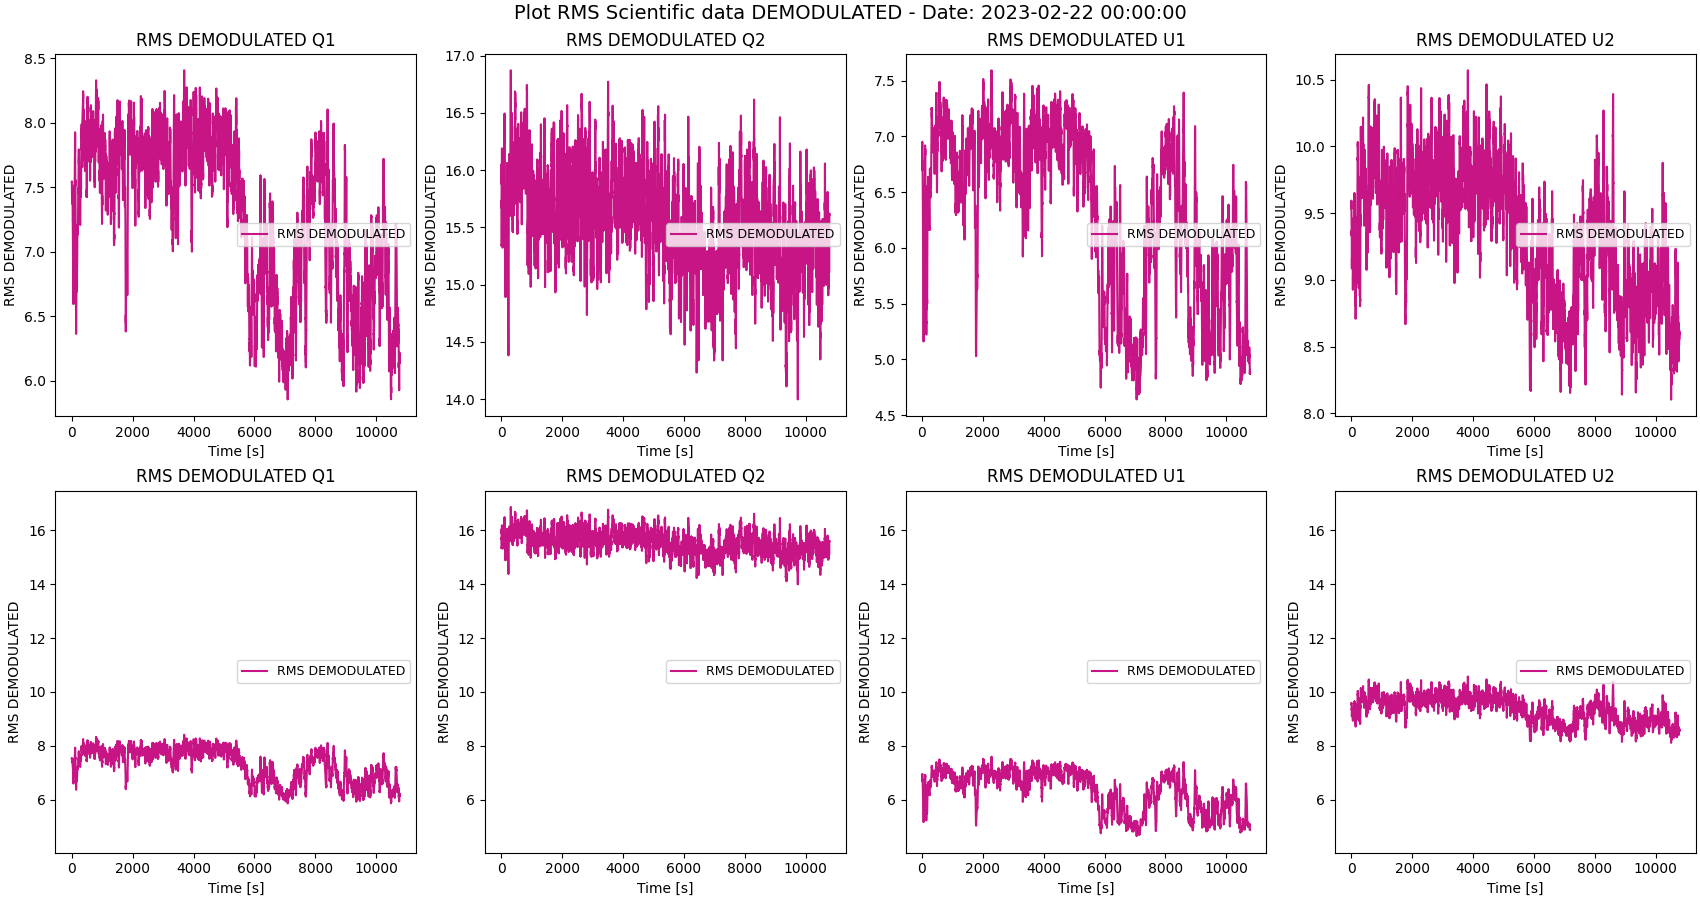 Plot RMS Scientific data DEMODULATED - Date: 2023-02-22 00:00:00
RMS DEMODULATED Q1
RMS DEMODULATED
8.5
8.0
7.5
7.0
6.5
6.0
RMS DEMODULATED
0 2000 4000 6000 8000 10000
Time [s]
RMS DEMODULATED Q2
RMS DEMODULATED
17.0
16.5
16.0
15.5
15.0
14.5
14.0
RMS DEMODULATED
0 2000 4000 6000 8000 10000
Time [s]
RMS DEMODULATED U1
RMS DEMODULATED
7.5
7.0
6.5
6.0
5.5
5.0
4.5
RMS DEMODULATED
0 2000 4000 6000 8000 10000
Time [s]
RMS DEMODULATED U2
RMS DEMODULATED
10.5
10.0
9.5
9.0
8.5
8.0
RMS DEMODULATED
0 2000 4000 6000 8000 10000
Time [s]
RMS DEMODULATED Q1
RMS DEMODULATED
16
14
12
10
8
6
RMS DEMODULATED
0 2000 4000 6000 8000 10000
Time [s]
RMS DEMODULATED Q2
RMS DEMODULATED
16
14
12
10
8
6
RMS DEMODULATED
0 2000 4000 6000 8000 10000
Time [s]
RMS DEMODULATED U1
RMS DEMODULATED
16
14
12
10
8
6
RMS DEMODULATED
0 2000 4000 6000 8000 10000
Time [s]
RMS DEMODULATED U2
RMS DEMODULATED
16
14
12
10
8
6
RMS DEMODULATED
0 2000 4000 6000 8000 10000
Time [s]